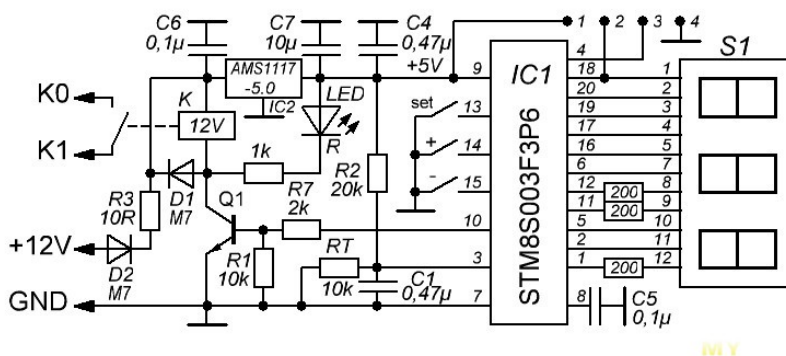 C6
0,1µ
C7
10µ
C4
0,47µ
1 2 3 4
AMS1117
-5.0
IC2
+5V
LED
R
IC1
STM8S003F3P6
S1
K0
K1
K
12V
set
+
-
1k
R2
20k
R3
10R
D1
M7
Q1
R7
2k
+12V
D2
M7
R1
10k
RT
10k
C1
0,47µ
GND
C5
0,1µ
9
13
14
15
10
3
7
4
18
20
19
17
16
6
12
11
5
2
1
8
200
200
200
1
2
3
4
5
7
8
9
10
11
12
MY